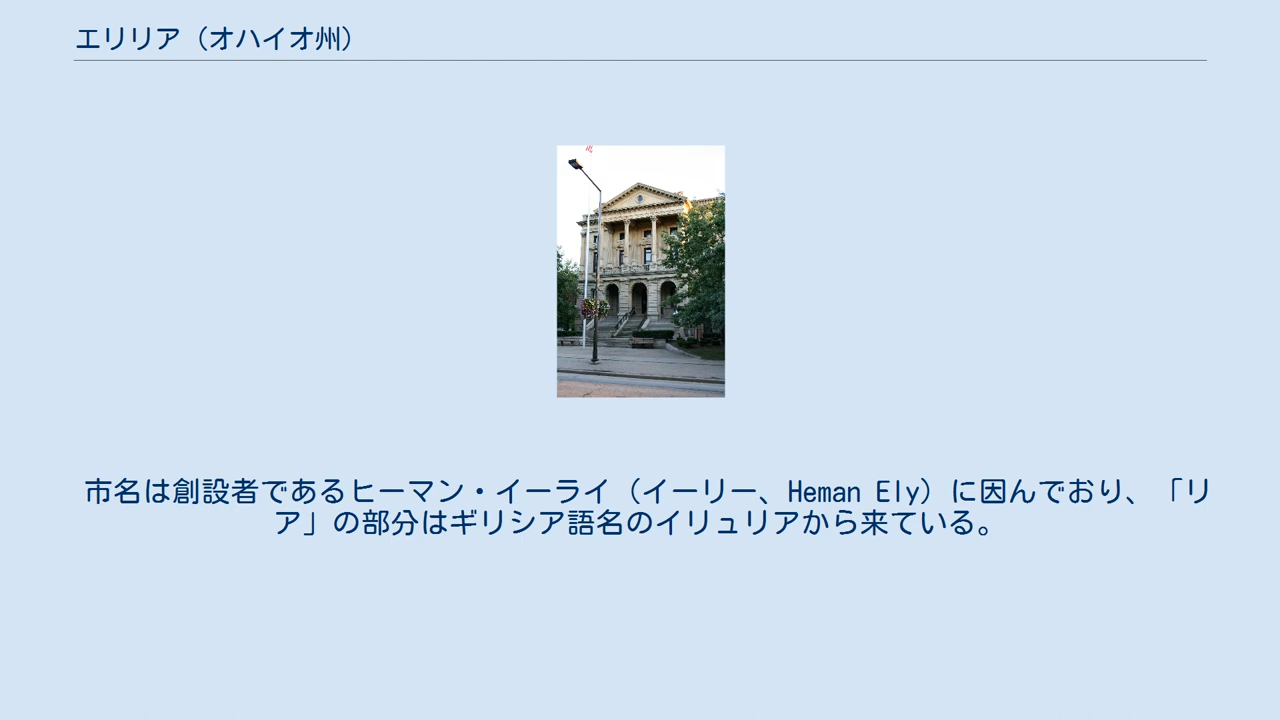 エリリア（オハイオ州）
市名は創設者であるヒーマン・イーライ（イーリー、Heman Ely）に因んでおり、「リ
ア」の部分はギリシア語名のイリュリアから来ている。